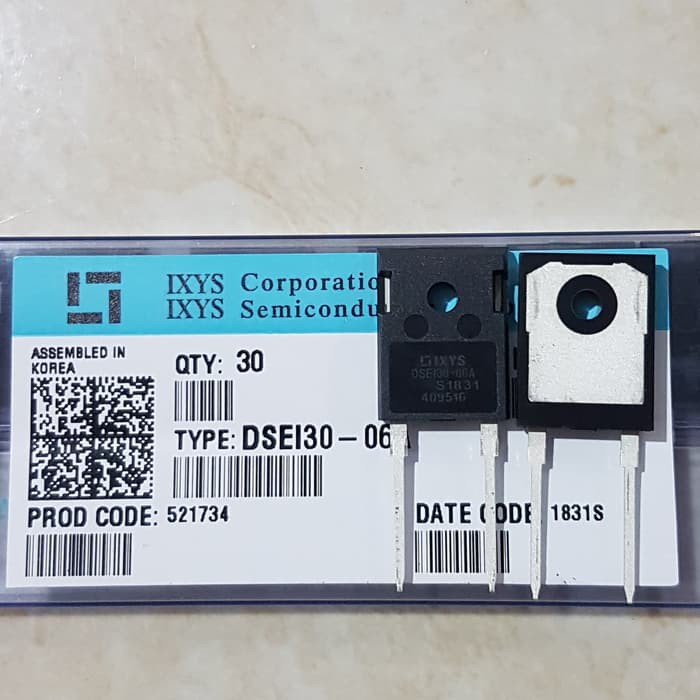 IXYS Corporatio
IXYS Semicondu
ASSEMBLED IN
KOREA
QTY: 30
TYPE: DSEI30-06
PROD CODE: 521734
DATE CODE: 1831S
IXYS
DSEI30-06A
S1831
409516